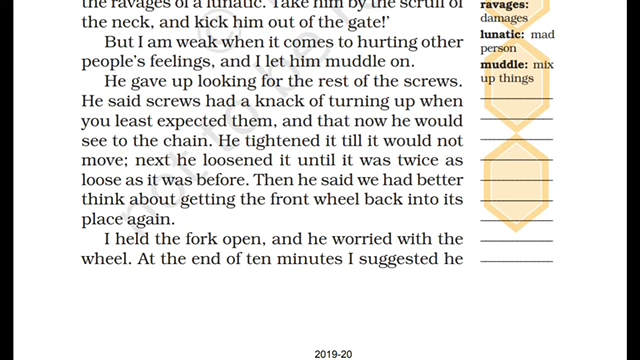 the ravages of a lunatic. Take him by the scruff of
the neck, and kick him out of the gate!'
But I am weak when it comes to hurting other
people's feelings, and I let him muddle on.
He gave up looking for the rest of the screws.
He said screws had a knack of turning up when
you least expected them, and that now he would
see to the chain. He tightened it till it would not
move; next he loosened it until it was twice as
loose as it was before. Then he said we had better
think about getting the front wheel back into its
place again.
I held the fork open, and he worried with the
wheel. At the end of ten minutes I suggested he
ravages:
damages
lunatic: mad
person
muddle: mix
up things
not to be r
©
2019-20